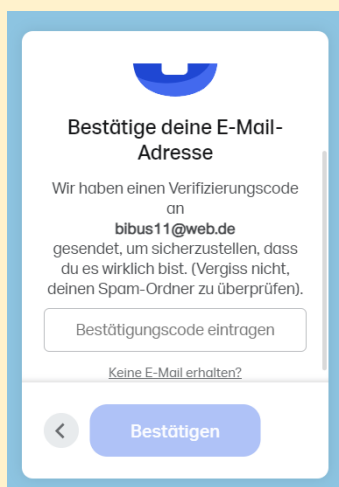 Bestätige deine E-Mail-
Adresse
Wir haben einen Verifizierungscode
an
bibus11@web.de
gesendet, um sicherzustellen, dass
du es wirklich bist. (Vergiss nicht,
deinen Spam-Ordner zu überprüfen).
Bestätigungscode eintragen
Keine E-Mail erhalten?
Bestätigen